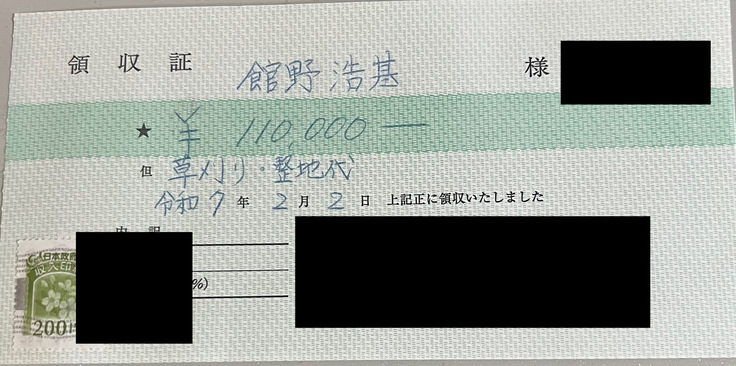 領収証 館野浩基 様
★ ¥110,000―
但 草刈り・整地代
令和7年2月2日 上記正に領収いたしました
内訳
%)
日本政府
収入印
200